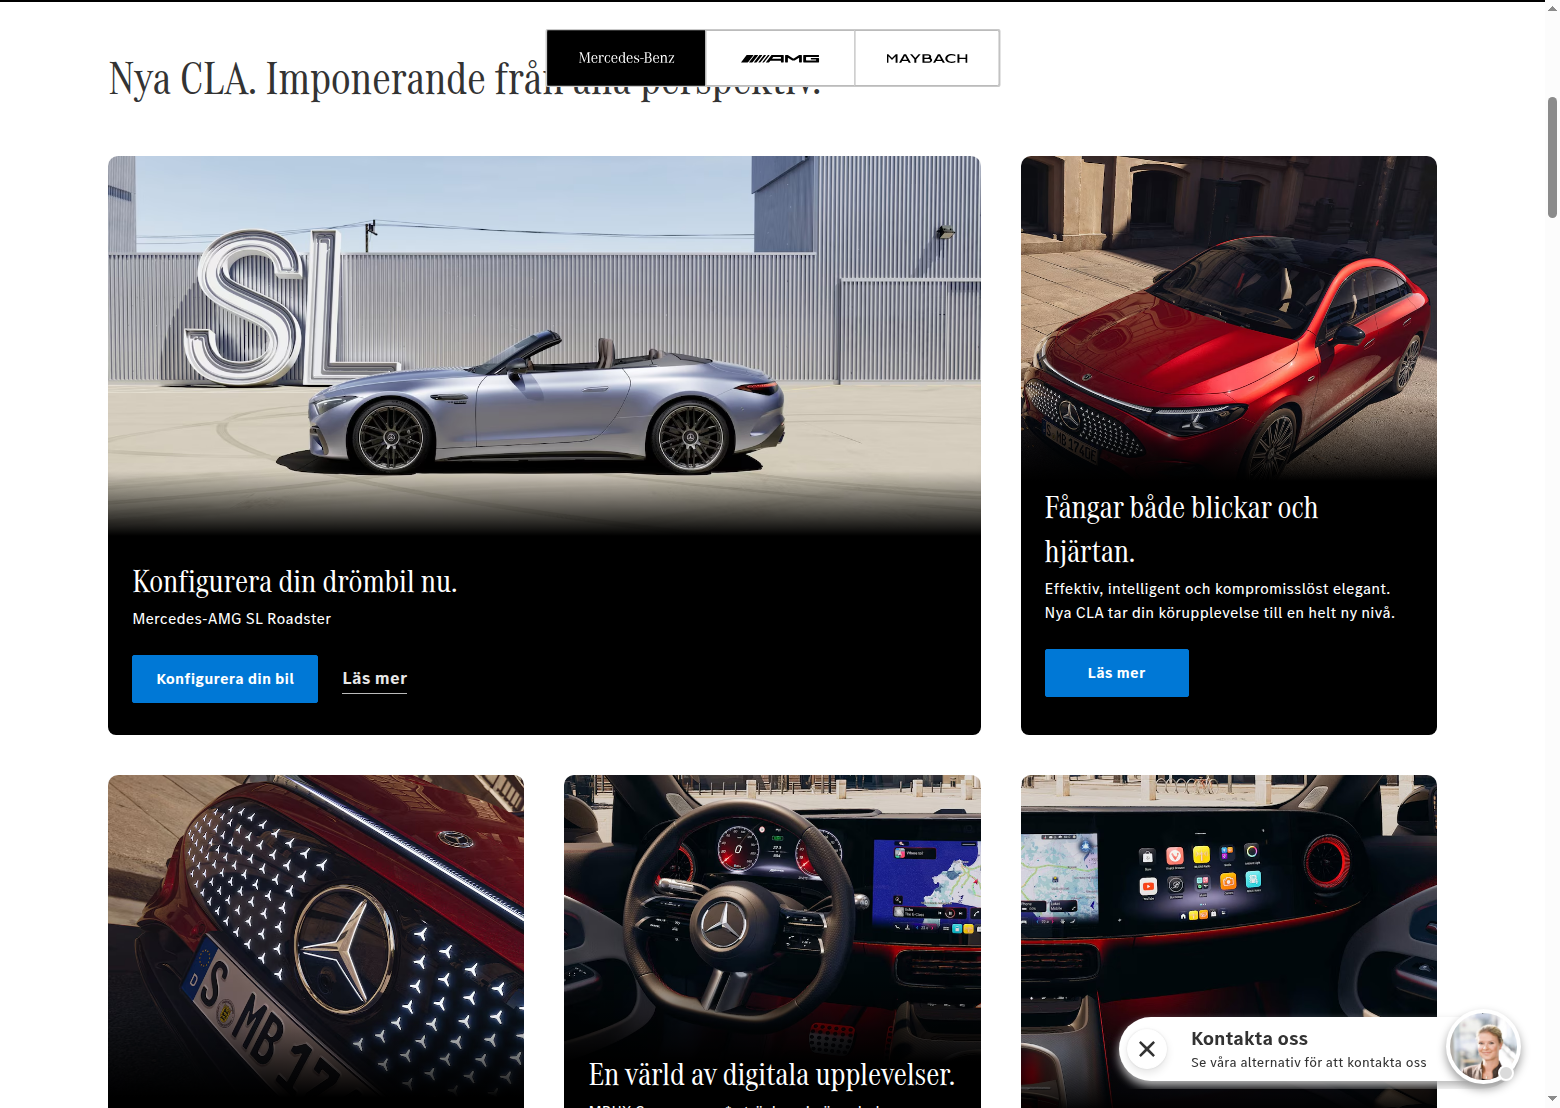 Mercedes-Benz
AMG
MAYBACH
Nya CLA. Imponerande från alla perspektiv.
SL
Konfigurera din drömbil nu.
Mercedes-AMG SL Roadster
Konfigurera din bil
Läs mer
Fångar både blickar och
hjärtan.
Effektiv, intelligent och kompromisslöst elegant.
Nya CLA tar din körupplevelse till en helt ny nivå.
Läs mer
S MB 17
En värld av digitala upplevelser.
Kontakta oss
Se våra alternativ för att kontakta oss